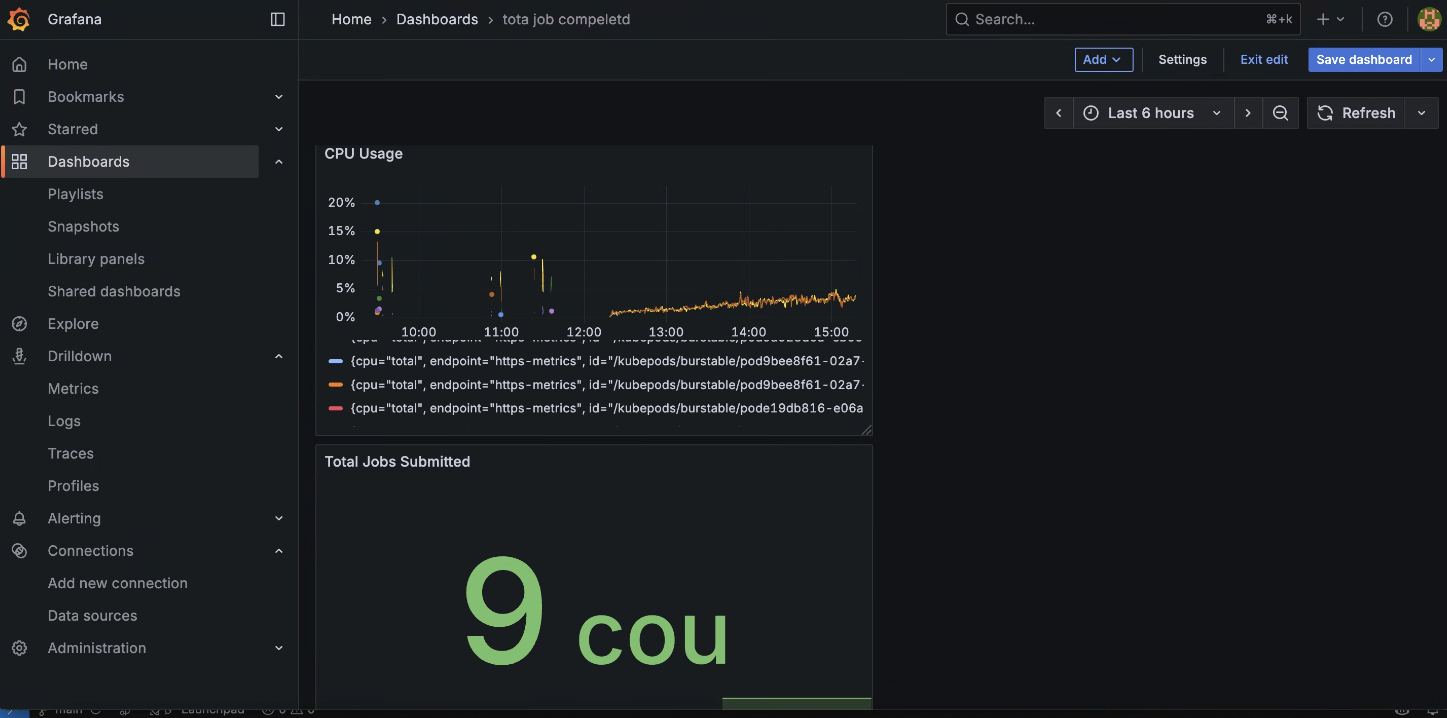 Grafana
Home › Dashboards › tota job compeletd
Search...
⌘+k
Add
Settings
Exit edit
Save dashboard
Last 6 hours
Refresh
Home
Bookmarks
Starred
Dashboards
Playlists
Snapshots
Library panels
Shared dashboards
Explore
Drilldown
Metrics
Logs
Traces
Profiles
Alerting
Connections
Add new connection
Data sources
Administration
CPU Usage
20%
15%
10%
5%
0%
10:00 11:00 12:00 13:00 14:00 15:00
{cpu="total", endpoint="https-metrics", id="/kubepods/burstable/pod9bee8f61-02a7-
{cpu="total", endpoint="https-metrics", id="/kubepods/burstable/pod9bee8f61-02a7-
{cpu="total", endpoint="https-metrics", id="/kubepods/burstable/pode19db816-e06a
Total Jobs Submitted
9 cou
main
Launchpad